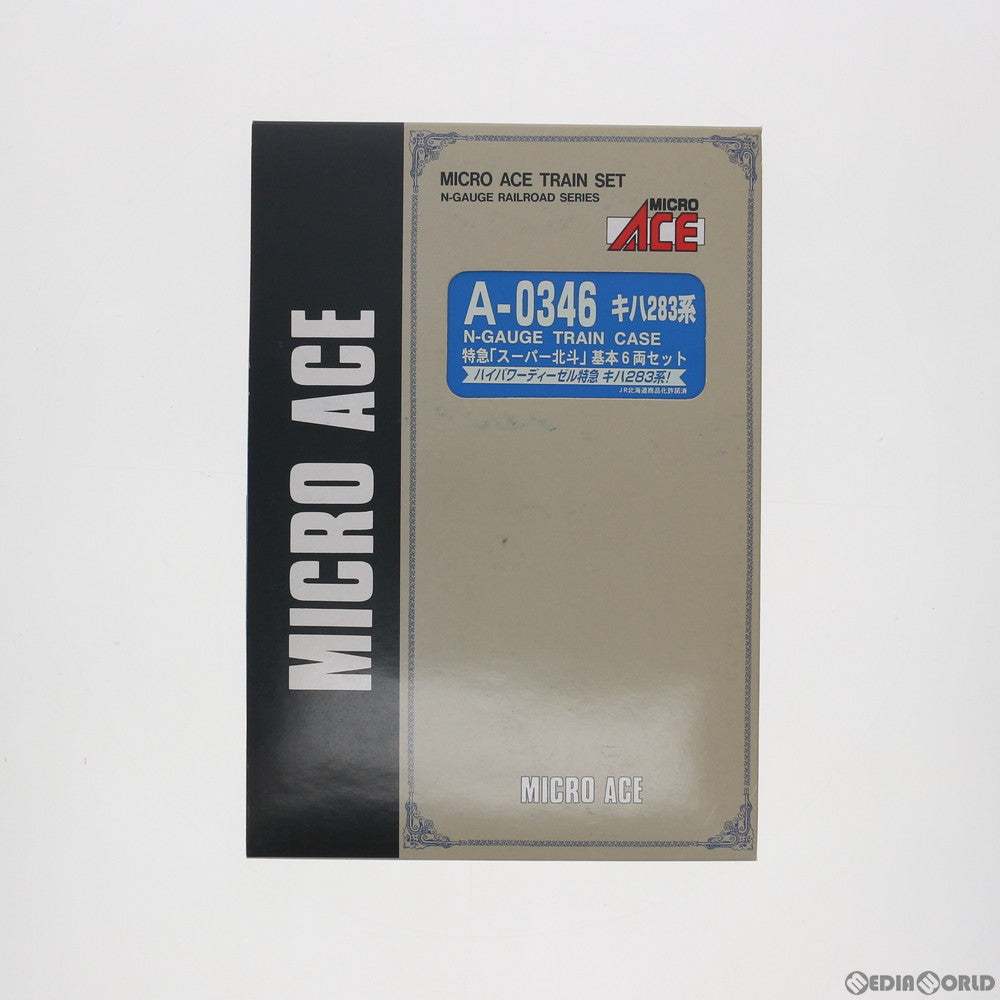 MICRO ACE TRAIN SET
N-GAUGE RAILROAD SERIES
MICRO
ACE
A-0346 キハ283系
N-GAUGE TRAIN CASE
特急「スーパー北斗」基本6両セット
ハイパワーディーゼル特急 キハ283系!
JR北海道商品化許諾済
MICRO ACE
MICRO ACE
MEDIAWORLD